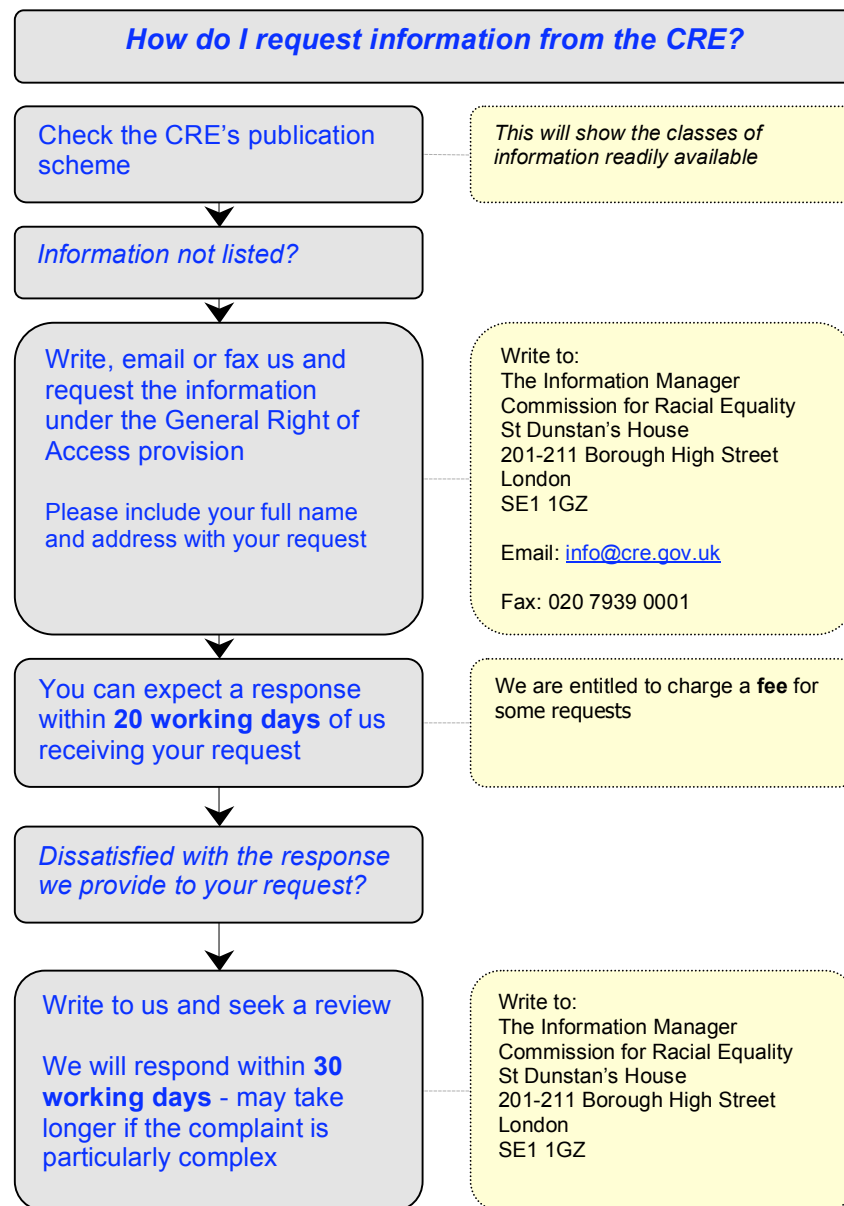 How do I request information from the CRE?
Check the CRE's publication
scheme
This will show the classes of
information readily available
Information not listed?
Write, email or fax us and
request the information
under the General Right of
Access provision
Please include your full name
and address with your request
Write to:
The Information Manager
Commission for Racial Equality
St Dunstan's House
201-211 Borough High Street
London
SE1 1GZ
Email: info@cre.gov.uk
Fax: 020 7939 0001
You can expect a response
within 20 working days of us
receiving your request
We are entitled to charge a fee for
some requests
Dissatisfied with the response
we provide to your request?
Write to us and seek a review
We will respond within 30
working days - may take
longer if the complaint is
particularly complex
Write to:
The Information Manager
Commission for Racial Equality
St Dunstan's House
201-211 Borough High Street
London
SE1 1GZ